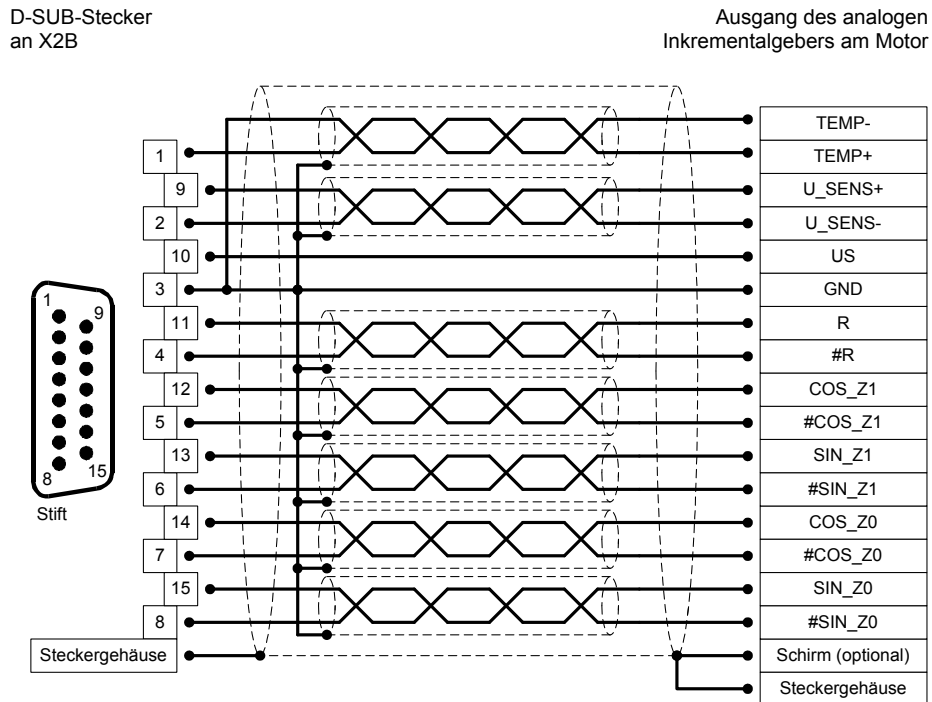 D-SUB-Stecker
an X2B
Ausgang des analogen
Inkrementalgebers am Motor
TEMP-
1
TEMP+
9
U_SENS+
2
U_SENS-
10
US
3
GND
11
R
4
#R
12
COS_Z1
5
#COS_Z1
13
SIN_Z1
6
#SIN_Z1
14
COS_Z0
7
#COS_Z0
15
SIN_Z0
8
#SIN_Z0
Steckergehäuse
Schirm (optional)
Steckergehäuse
1
9
8
15
Stift